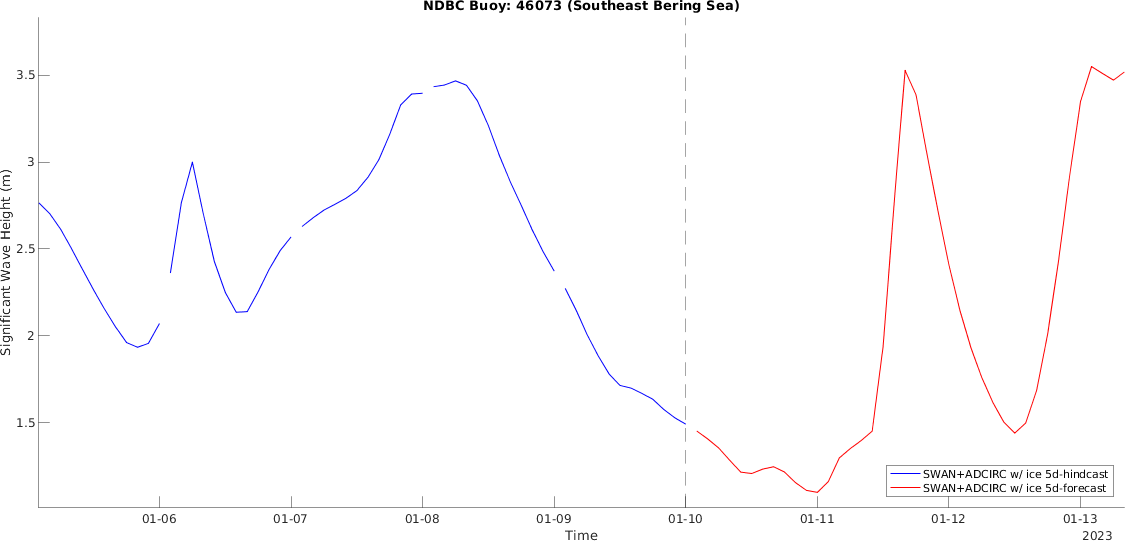 NDBC Buoy: 46073 (Southeast Bering Sea)
Significant Wave Height (m)
3.5
3
2.5
2
1.5
SWAN+ADCIRC w/ ice 5d-hindcast
SWAN+ADCIRC w/ ice 5d-forecast
01-06 01-07 01-08 01-09 01-10 01-11 01-12 01-13
Time
2023